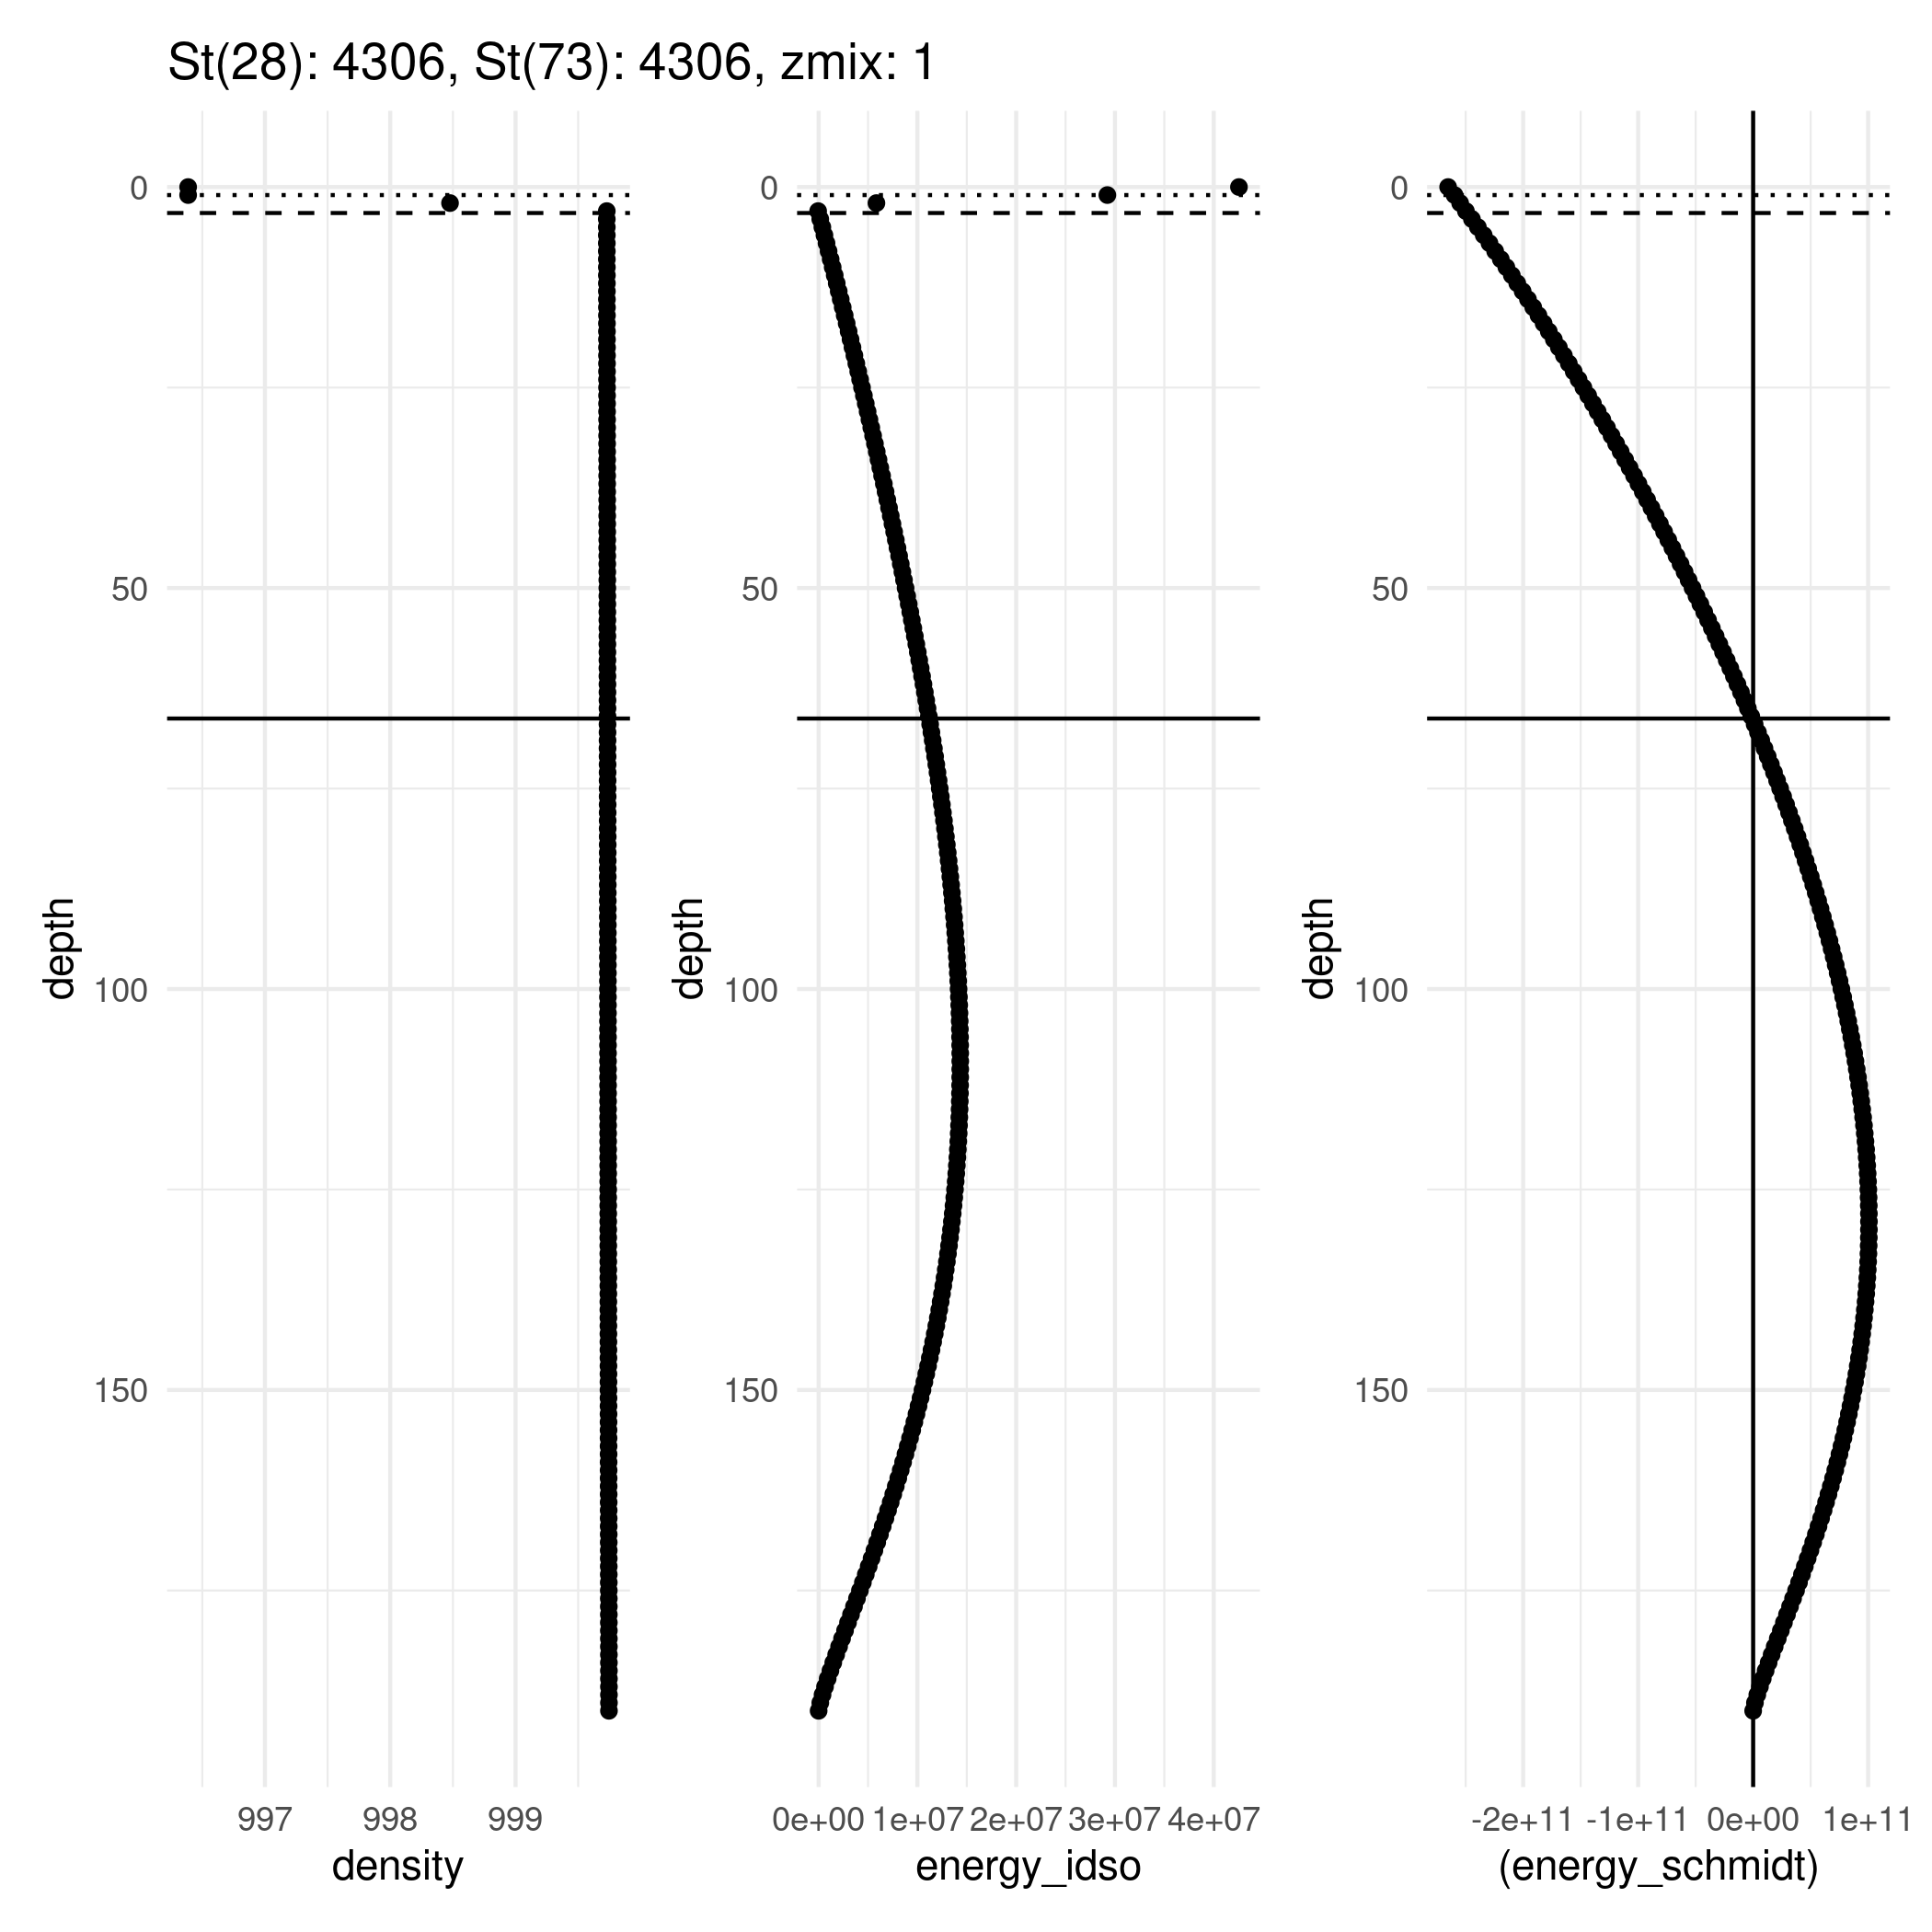 St(28): 4306, St(73): 4306, zmix: 1
0
50
100
150
depth
997 998 999
density
0
50
100
150
depth
0e+00 1e+07 2e+07 3e+07 4e+07
energy_idso
0
50
100
150
depth
-2e+11 -1e+11 0e+00 1e+11
(energy_schmidt)